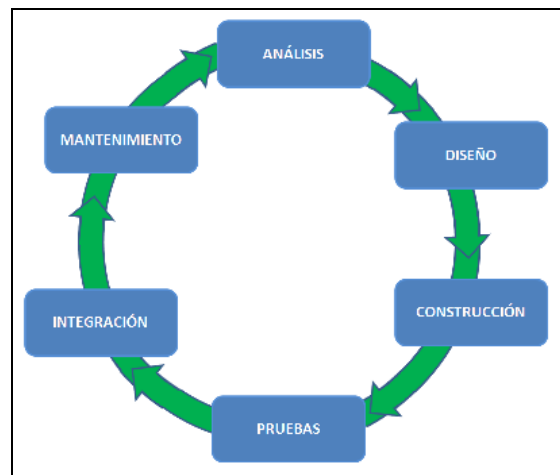 ANÁLISIS
DISEÑO
CONSTRUCCIÓN
PRUEBAS
INTEGRACIÓN
MANTENIMIENTO